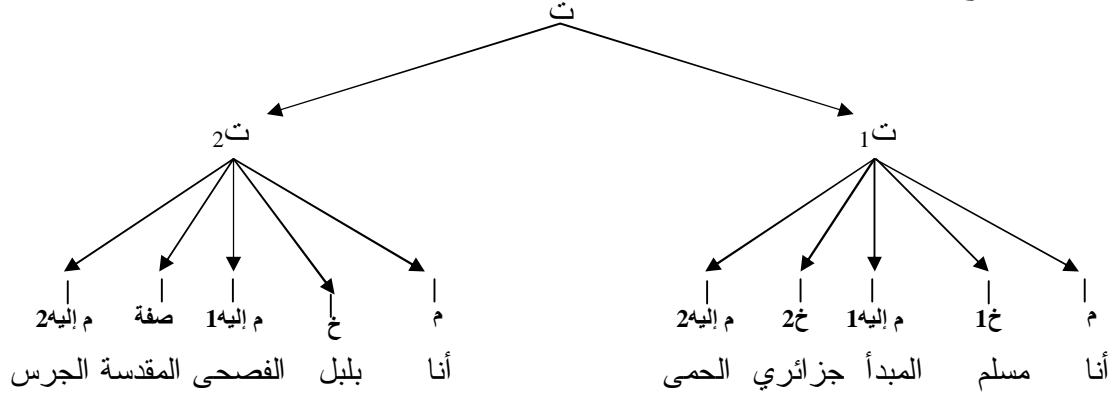 ت
ت1 ت2
م خ1 م إليه1 خ2 م إليه2 م خ م إليه1 صفة م إليه2
أنا مسلم المبدأ جزائري الحمى أنا بلبل الفصحى المقدسة الجرس